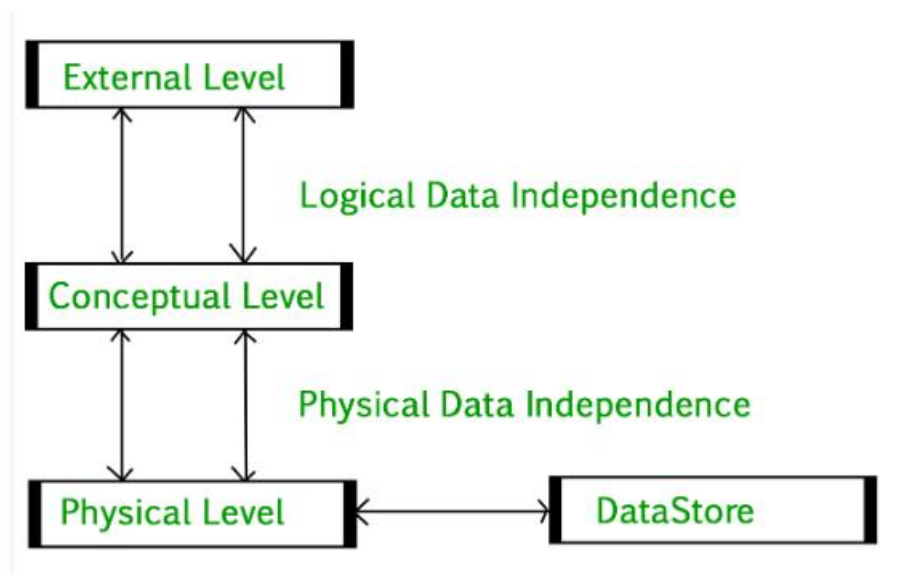 External Level
Logical Data Independence
Conceptual Level
Physical Data Independence
Physical Level
DataStore